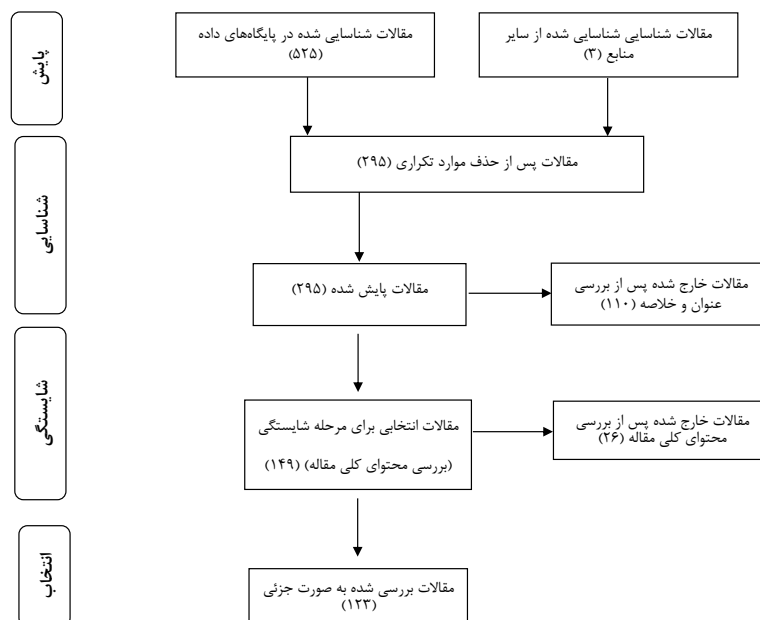 پایش
مقالات شناسایی شده در پایگاه‌های داده
(۵۲۵)
مقالات شناسایی شناسایی شده از سایر
منابع (۳)
شناسایی
مقالات پس از حذف موارد تکراری (۲۹۵)
مقالات پایش شده (۲۹۵)
مقالات خارج شده پس از بررسی
عنوان و خلاصه (۱۱۰)
شایستگی
مقالات انتخابی برای مرحله شایستگی
(بررسی محتوای کلی مقاله) (۱۴۹)
مقالات خارج شده پس از بررسی
محتوای کلی مقاله (۲۶)
انتخاب
مقالات بررسی شده به صورت جزئی
(۱۲۳)